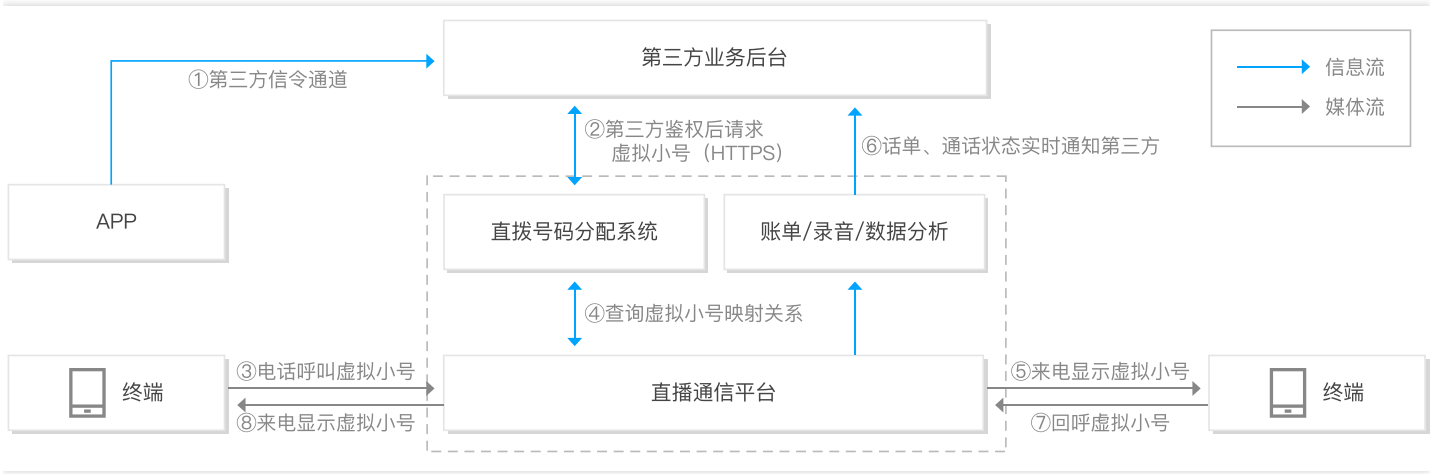 第三方业务后台
信息流
①第三方信令通道
媒体流
②第三方鉴权后请求
虚拟小号（HTTPS）
⑥话单、通话状态实时通知第三方
APP
直拨号码分配系统
账单/录音/数据分析
④查询虚拟小号映射关系
③电话呼叫虚拟小号
⑤来电显示虚拟小号
终端
直播通信平台
终端
⑧来电显示虚拟小号
⑦回呼虚拟小号